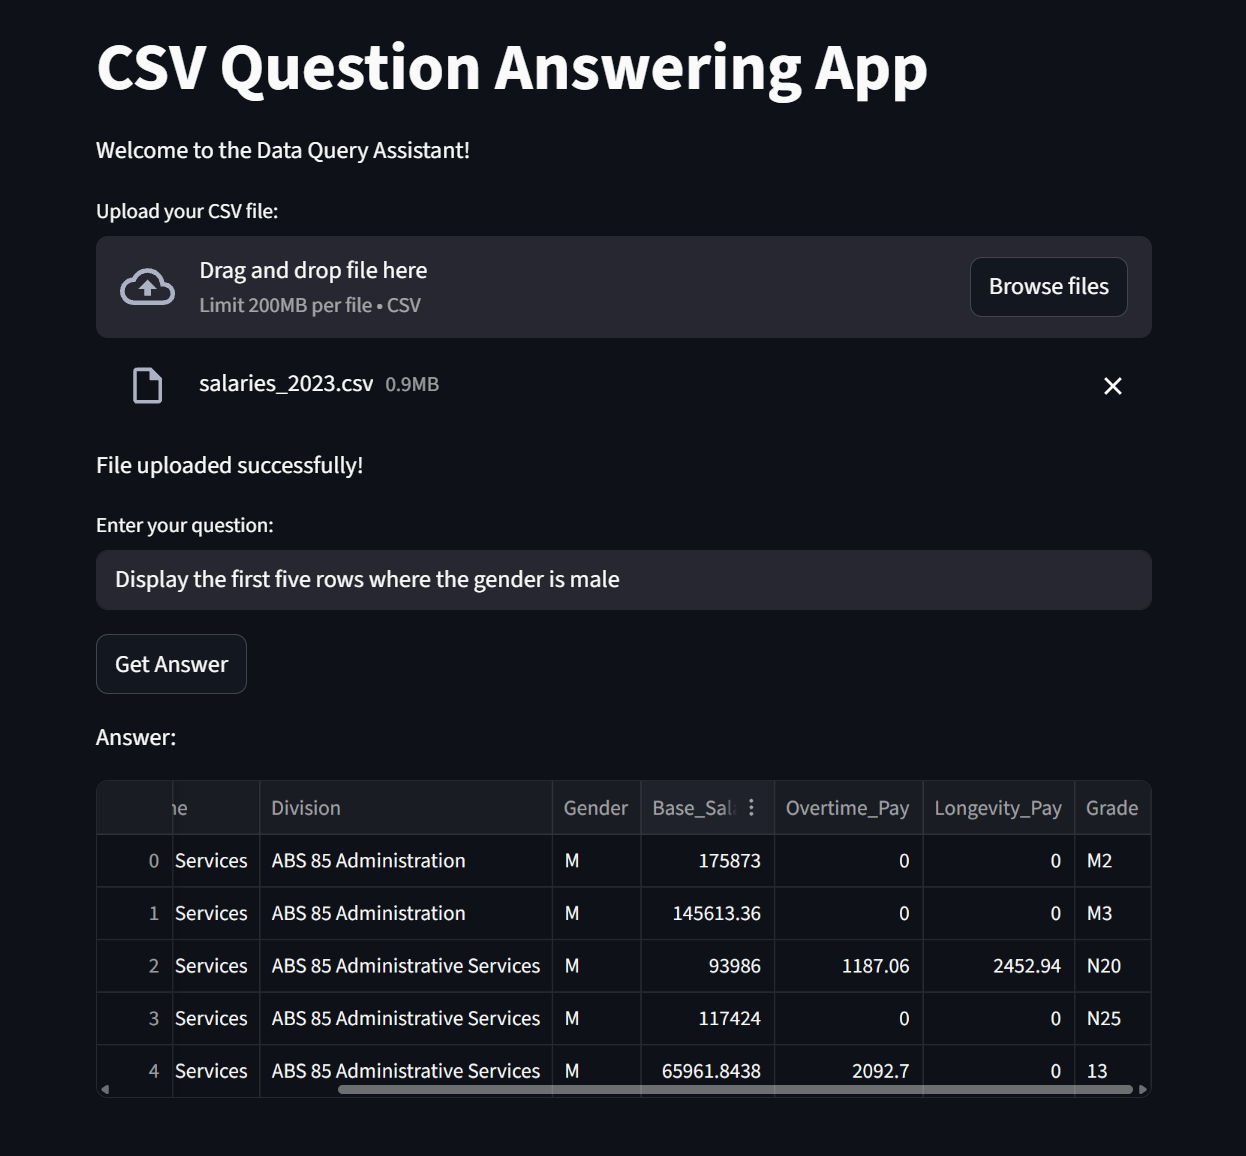 CSV Question Answering App
Welcome to the Data Query Assistant!
Upload your CSV file:
Drag and drop file here
Limit 200MB per file • CSV
Browse files
salaries_2023.csv 0.9MB
File uploaded successfully!
Enter your question:
Display the first five rows where the gender is male
Get Answer
Answer:
Division Gender Base_Sal Overtime_Pay Longevity_Pay Grade
0 Services ABS 85 Administration M 175873 0 0 M2
1 Services ABS 85 Administration M 145613.36 0 0 M3
2 Services ABS 85 Administrative Services M 93986 1187.06 2452.94 N20
3 Services ABS 85 Administrative Services M 117424 0 0 N25
4 Services ABS 85 Administrative Services M 65961.8438 2092.7 0 13